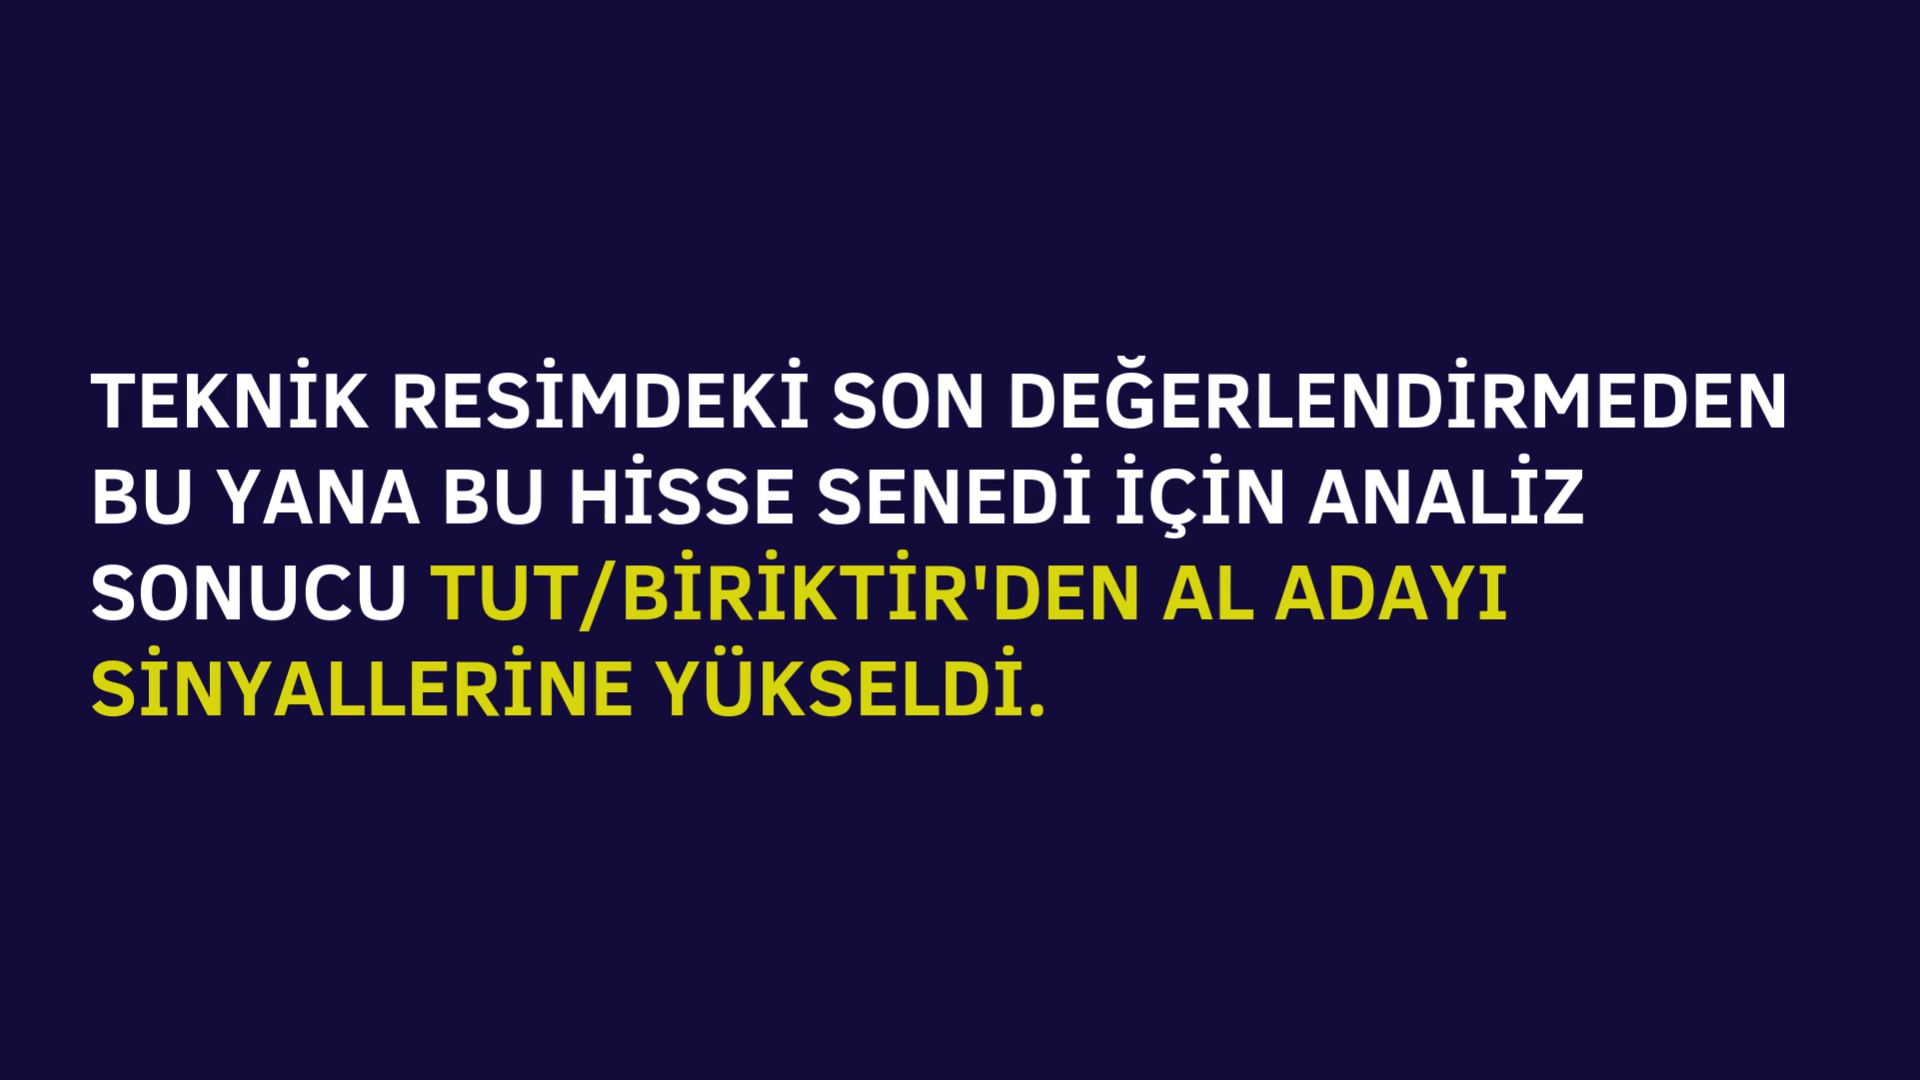 TEKNİK RESİMDEKİ SON DEĞERLENDİRMEDEN
BU YANA BU HİSSE SENEDİ İÇİN ANALİZ
SONUCU TUT/BİRİKTİR'DEN AL ADAYI
SİNYALLERİNE YÜKSELDİ.